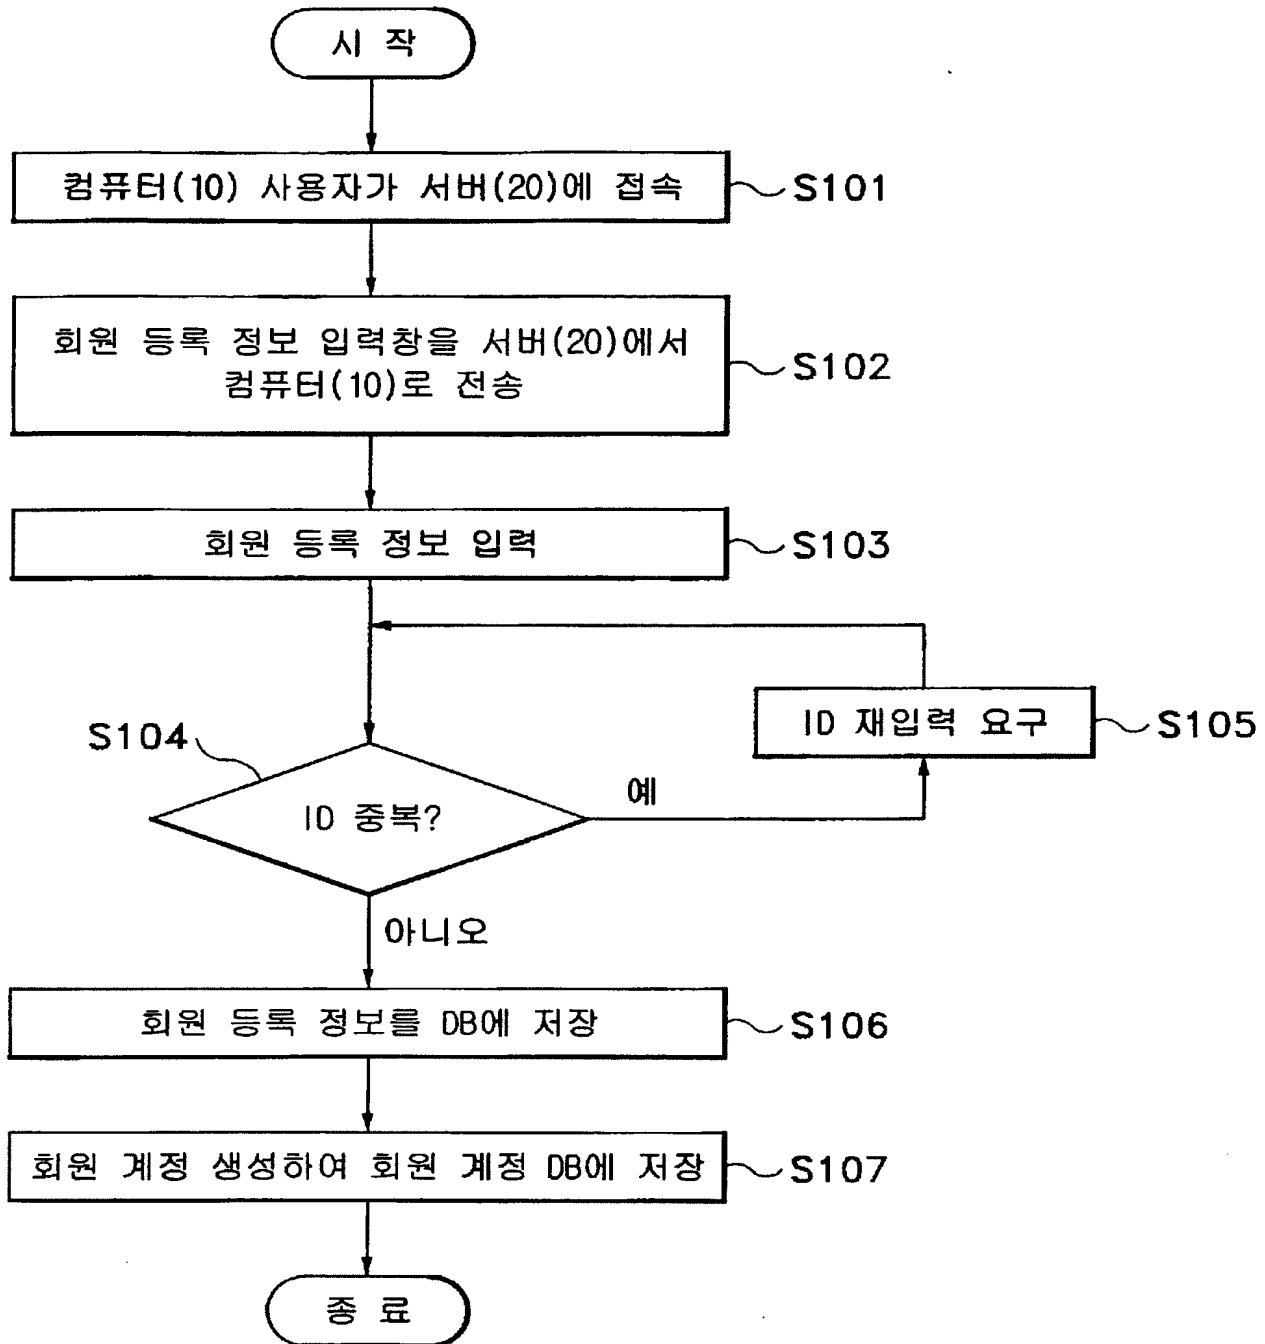 시 작
컴퓨터(10) 사용자가 서버(20)에 접속
S101
회원 등록 정보 입력창을 서버(20)에서
컴퓨터(10)로 전송
S102
회원 등록 정보 입력
S103
ID 재입력 요구
S105
S104
ID 중복?
예
아니오
회원 등록 정보를 DB에 저장
S106
회원 계정 생성하여 회원 계정 DB에 저장
S107
종 료